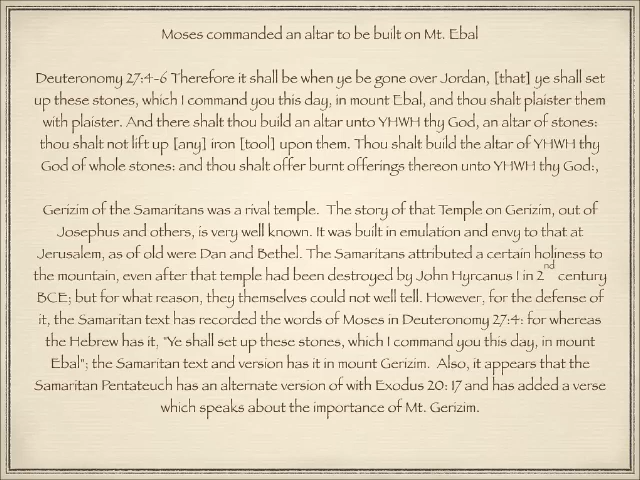 Moses commanded an altar to be built on Mt. Ebal
Deuteronomy 27:4-6 Therefore it shall be when ye be gone over Jordan, [that] ye shall set
up these stones, which I command you this day, in mount Ebal, and thou shalt plaister them
with plaister. And there shalt thou build an altar unto YHWH thy God, an altar of stones:
thou shalt not lift up [any] iron [tool] upon them. Thou shalt build the altar of YHWH thy
God of whole stones: and thou shalt offer burnt offerings thereon unto YHWH thy God:,
Gerizim of the Samaritans was a rival temple. The story of that Temple on Gerizim, out of
Josephus and others, is very well known. It was built in emulation and envy to that at
Jerusalem, as of old were Dan and Bethel. The Samaritans attributed a certain holiness to
the mountain, even after that temple had been destroyed by John Hyrcanus I in 2nd century
BCE; but for what reason, they themselves could not well tell. However, for the defense of
it, the Samaritan text has recorded the words of Moses in Deuteronomy 27:4: for whereas
the Hebrew has it, "Ye shall set up these stones, which I command you this day, in mount
Ebal"; the Samaritan text and version has it in mount Gerizim. Also, it appears that the
Samaritan Pentateuch has an alternate version of with Exodus 20: 17 and has added a verse
which speaks about the importance of Mt. Gerizim.